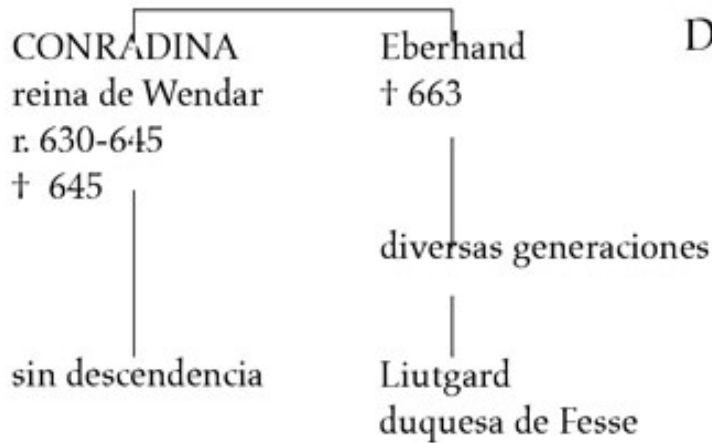 CONRADINA
reina de Wendar
r. 630-645
† 645
sin descendencia
Eberhand
† 663
diversas generaciones
Liutgard
duquesa de Fesse
D